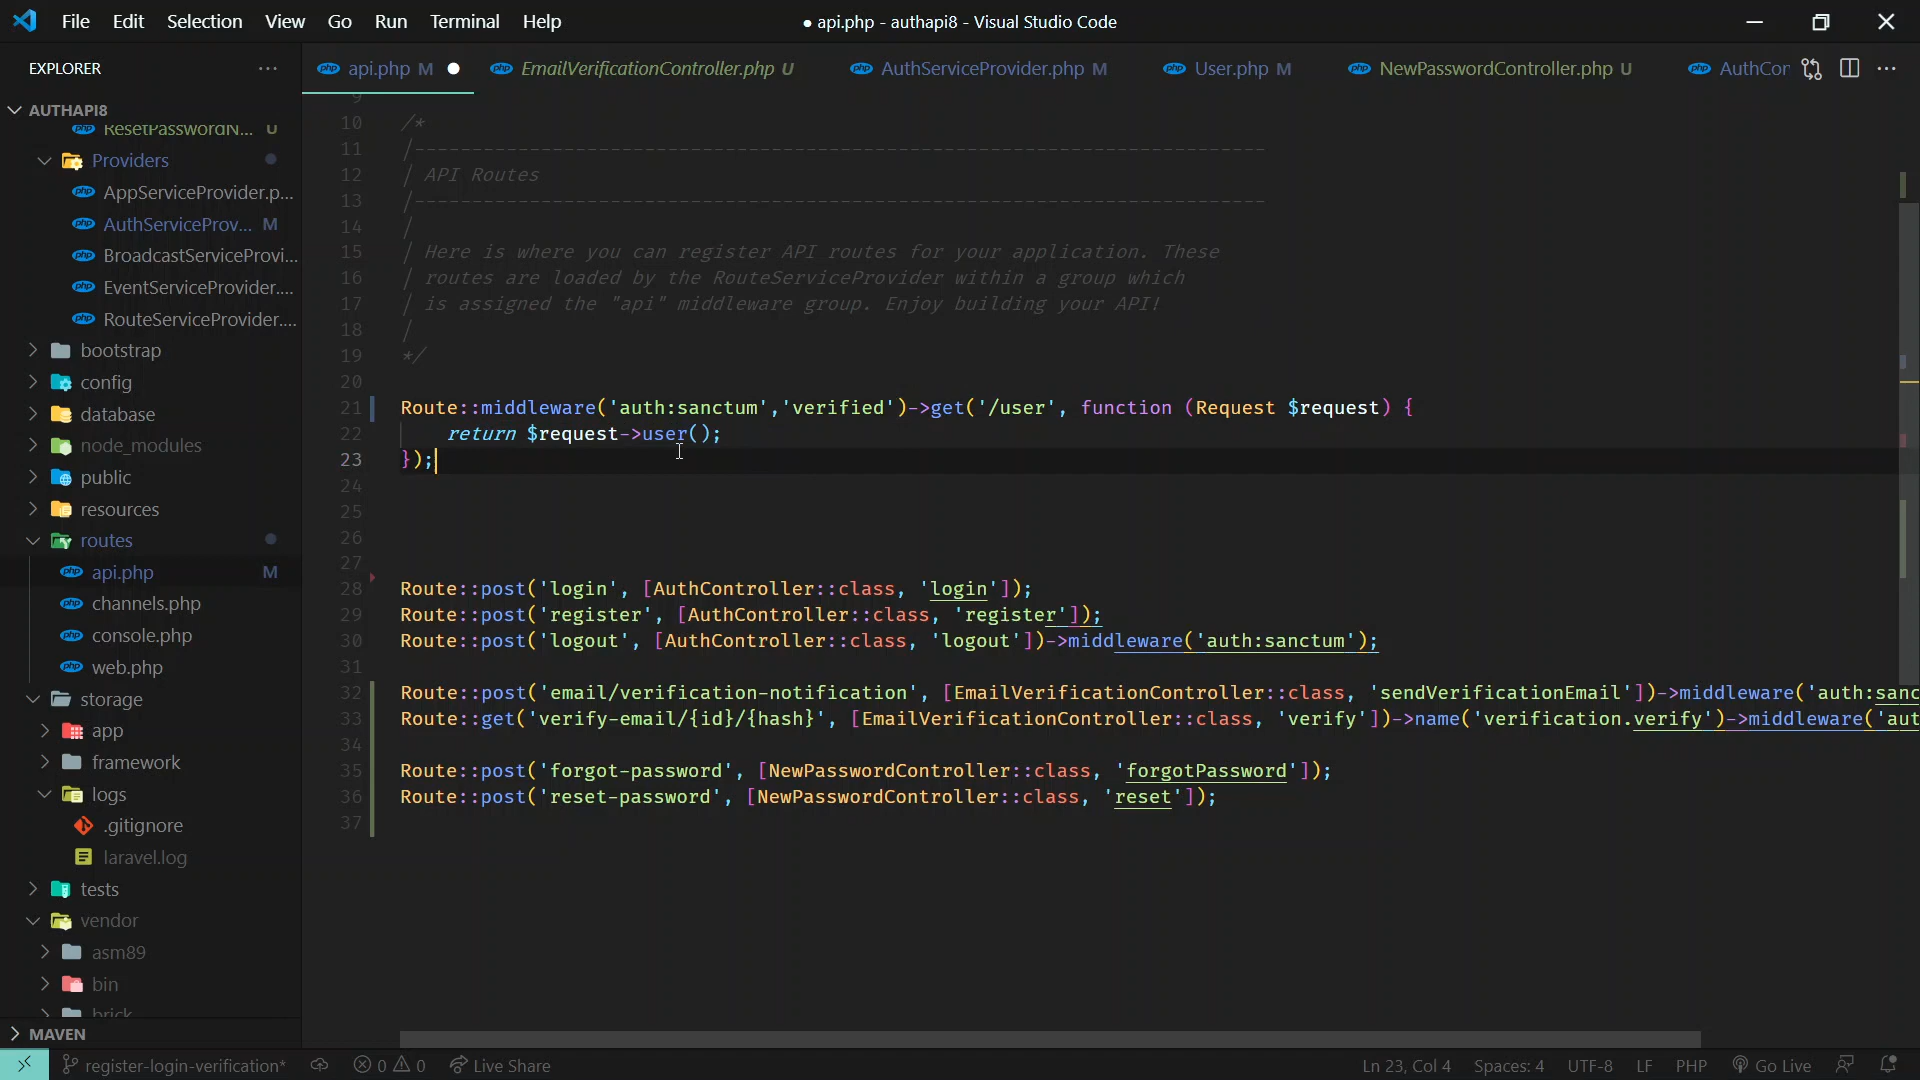 File Edit Selection View Go Run Terminal Help
● api.php - authapi8 - Visual Studio Code
EXPLORER
api.php M
EmailVerificationController.php U
AuthServiceProvider.php M
User.php M
NewPasswordController.php U
AuthCon
AUTHAPI8
ResetPasswordN... U
Providers
AppServiceProvider.p...
AuthServiceProv... M
BroadcastServiceProvi...
EventServiceProvider....
RouteServiceProvider....
bootstrap
config
database
node_modules
public
resources
routes
api.php M
channels.php
console.php
web.php
storage
app
framework
logs
.gitignore
laravel.log
tests
vendor
asm89
bin
brick
MAVEN
9
10 /*
11 |--------------------------------------------------------------------------
12 | API Routes
13 |--------------------------------------------------------------------------
14 |
15 | Here is where you can register API routes for your application. These
16 | routes are loaded by the RouteServiceProvider within a group which
17 | is assigned the "api" middleware group. Enjoy building your API!
18 |
19 */
20
21 Route::middleware('auth:sanctum','verified')->get('/user', function (Request $request) {
22 return $request->user();
23 });
24
25
26
27
28 Route::post('login', [AuthController::class, 'login']);
29 Route::post('register', [AuthController::class, 'register']);
30 Route::post('logout', [AuthController::class, 'logout'])->middleware('auth:sanctum');
31
32 Route::post('email/verification-notification', [EmailVerificationController::class, 'sendVerificationEmail'])->middleware('auth:sanc
33 Route::get('verify-email/{id}/{hash}', [EmailVerificationController::class, 'verify'])->name('verification.verify')->middleware('aut
34
35 Route::post('forgot-password', [NewPasswordController::class, 'forgotPassword']);
36 Route::post('reset-password', [NewPasswordController::class, 'reset']);
37
register-login-verification* 0 0 Live Share
Ln 23, Col 4 Spaces: 4 UTF-8 LF PHP Go Live